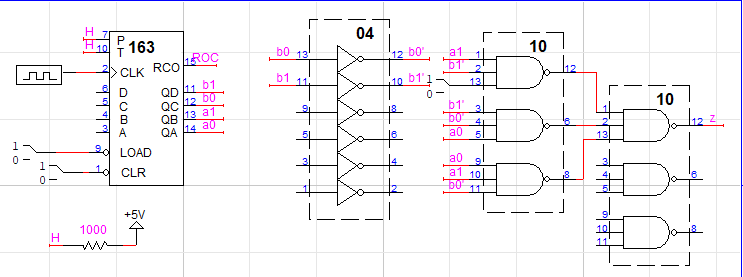 H
H
3
7
10
P
T
163
RCO
15
ROC
2
CLK
6
D
5
C
4
B
3
A
QD
11
b1
QC
12
b0
QB
13
a1
QA
14
a0
1
0
9
LOAD
1
0
1
CLR
+5V
H
1000
04
b0
13
12
b0'
b1
11
10
b1'
9
8
5
6
3
4
1
2
10
a1
1
b1'
2
1
0
13
12
b1'
3
b0'
4
a0
5
6
a0
9
a1
10
b0'
11
8
10
1
2
13
12
z
3
4
5
6
9
10
11
8